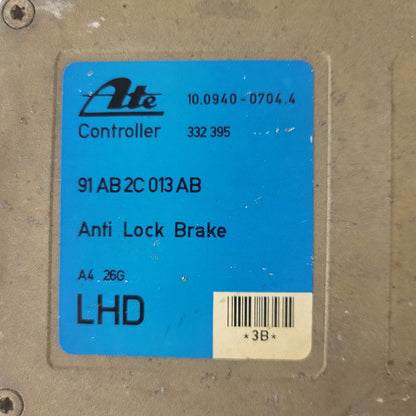 Ate 10.0940-0704.4
Controller 332 395
91 AB 2C 013 AB
Anti Lock Brake
A4 26G
LHD
*3B*